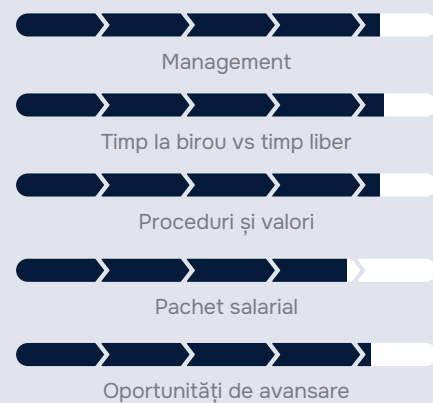 Management
Timp la birou vs timp liber
Proceduri și valori
Pachet salarial
Oportunități de avansare